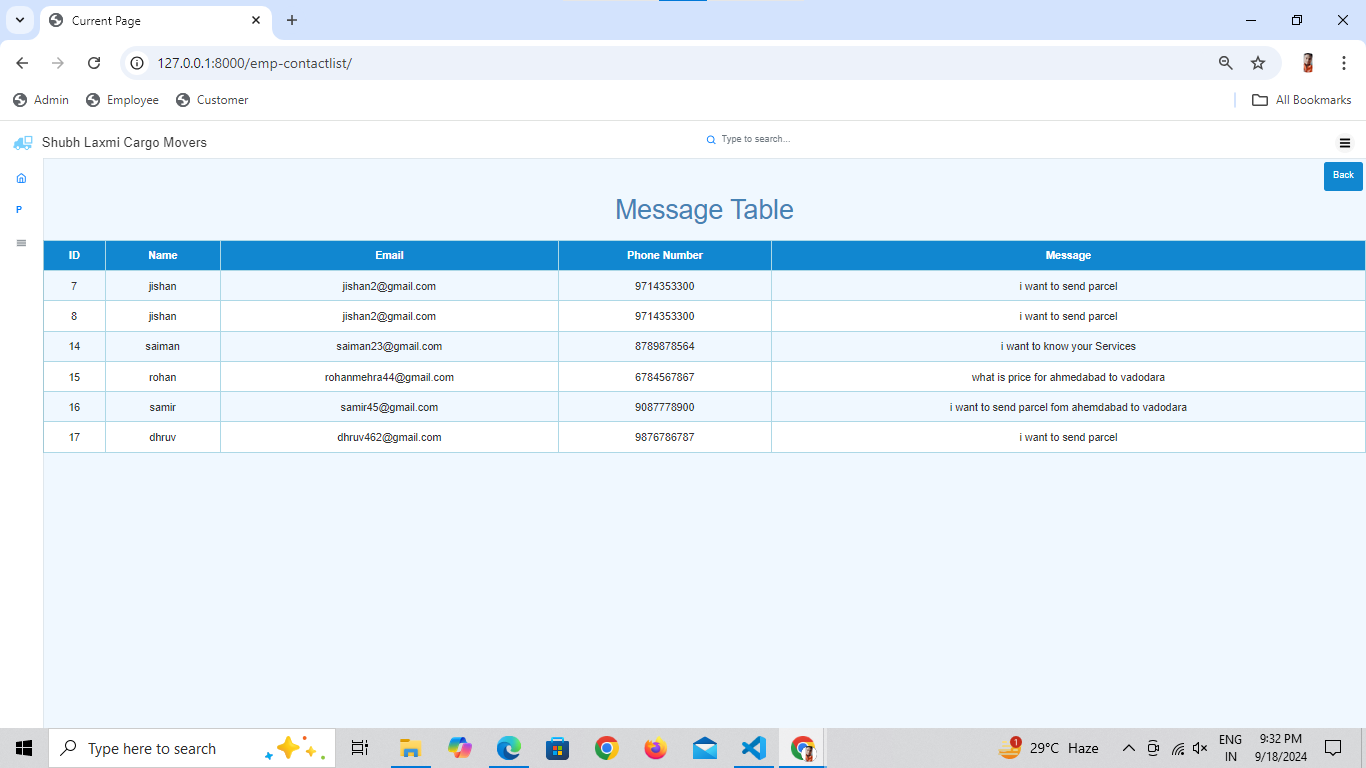 Current Page
127.0.0.1:8000/emp-contactlist/
Admin Employee Customer All Bookmarks
Shubh Laxmi Cargo Movers Type to search...
Back
P
Message Table
ID Name Email Phone Number Message
7 jishan jishan2@gmail.com 9714353300 i want to send parcel
8 jishan jishan2@gmail.com 9714353300 i want to send parcel
14 saiman saiman23@gmail.com 8789878564 i want to know your Services
15 rohan rohanmehra44@gmail.com 6784567867 what is price for ahmedabad to vadodara
16 samir samir45@gmail.com 9087778900 i want to send parcel fom ahemdabad to vadodara
17 dhruv dhruv462@gmail.com 9876786787 i want to send parcel
Type here to search 1 29°C Haze ENG 9:32 PM
IN 9/18/2024